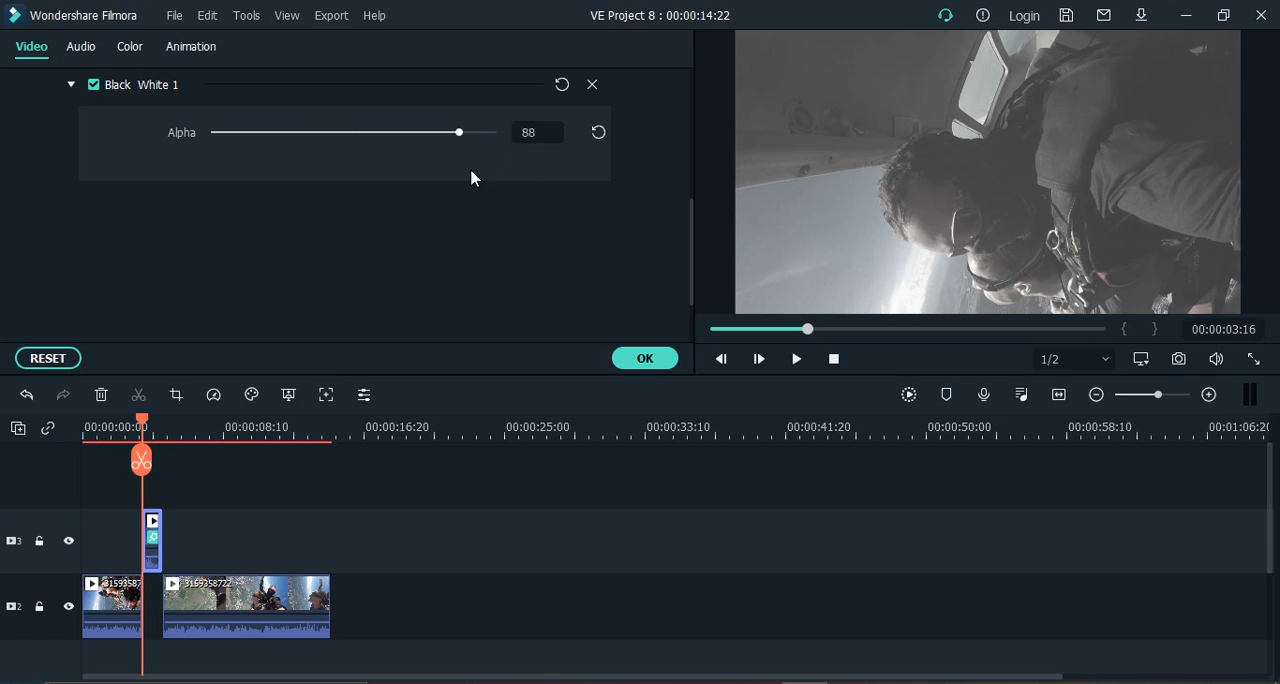 Wondershare Filmora File Edit Tools View Export Help VE Project 8 : 00:00:14:22 Login
Video Audio Color Animation
Black White 1
Alpha 88
00:00:03:16
RESET OK 1/2
00:00:00:00 00:00:08:10 00:00:16:20 00:00:25:00 00:00:33:10 00:00:41:20 00:00:50:00 00:00:58:10 00:01:06:20
3
31593587 3159358722
2